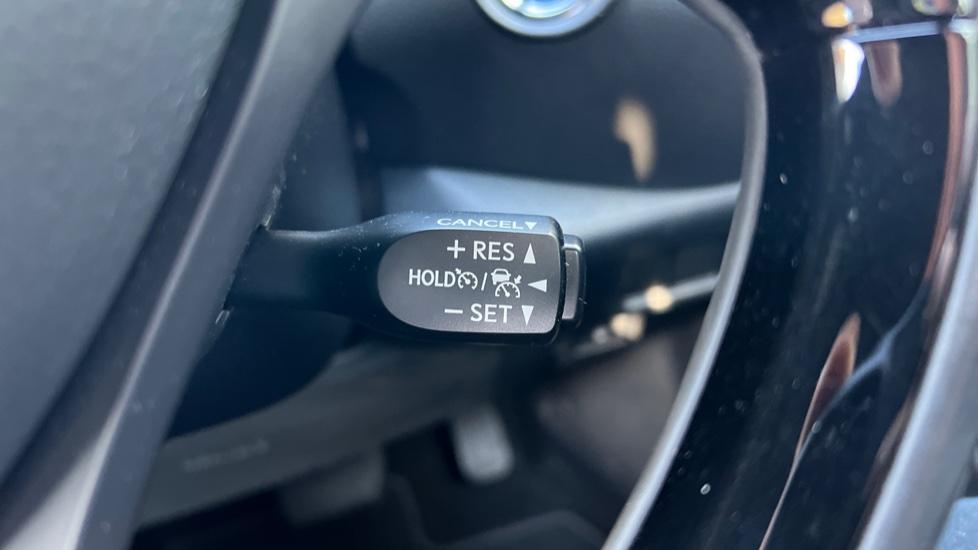 CANCEL▼
+ RES ▲
HOLD / ◀
− SET ▼